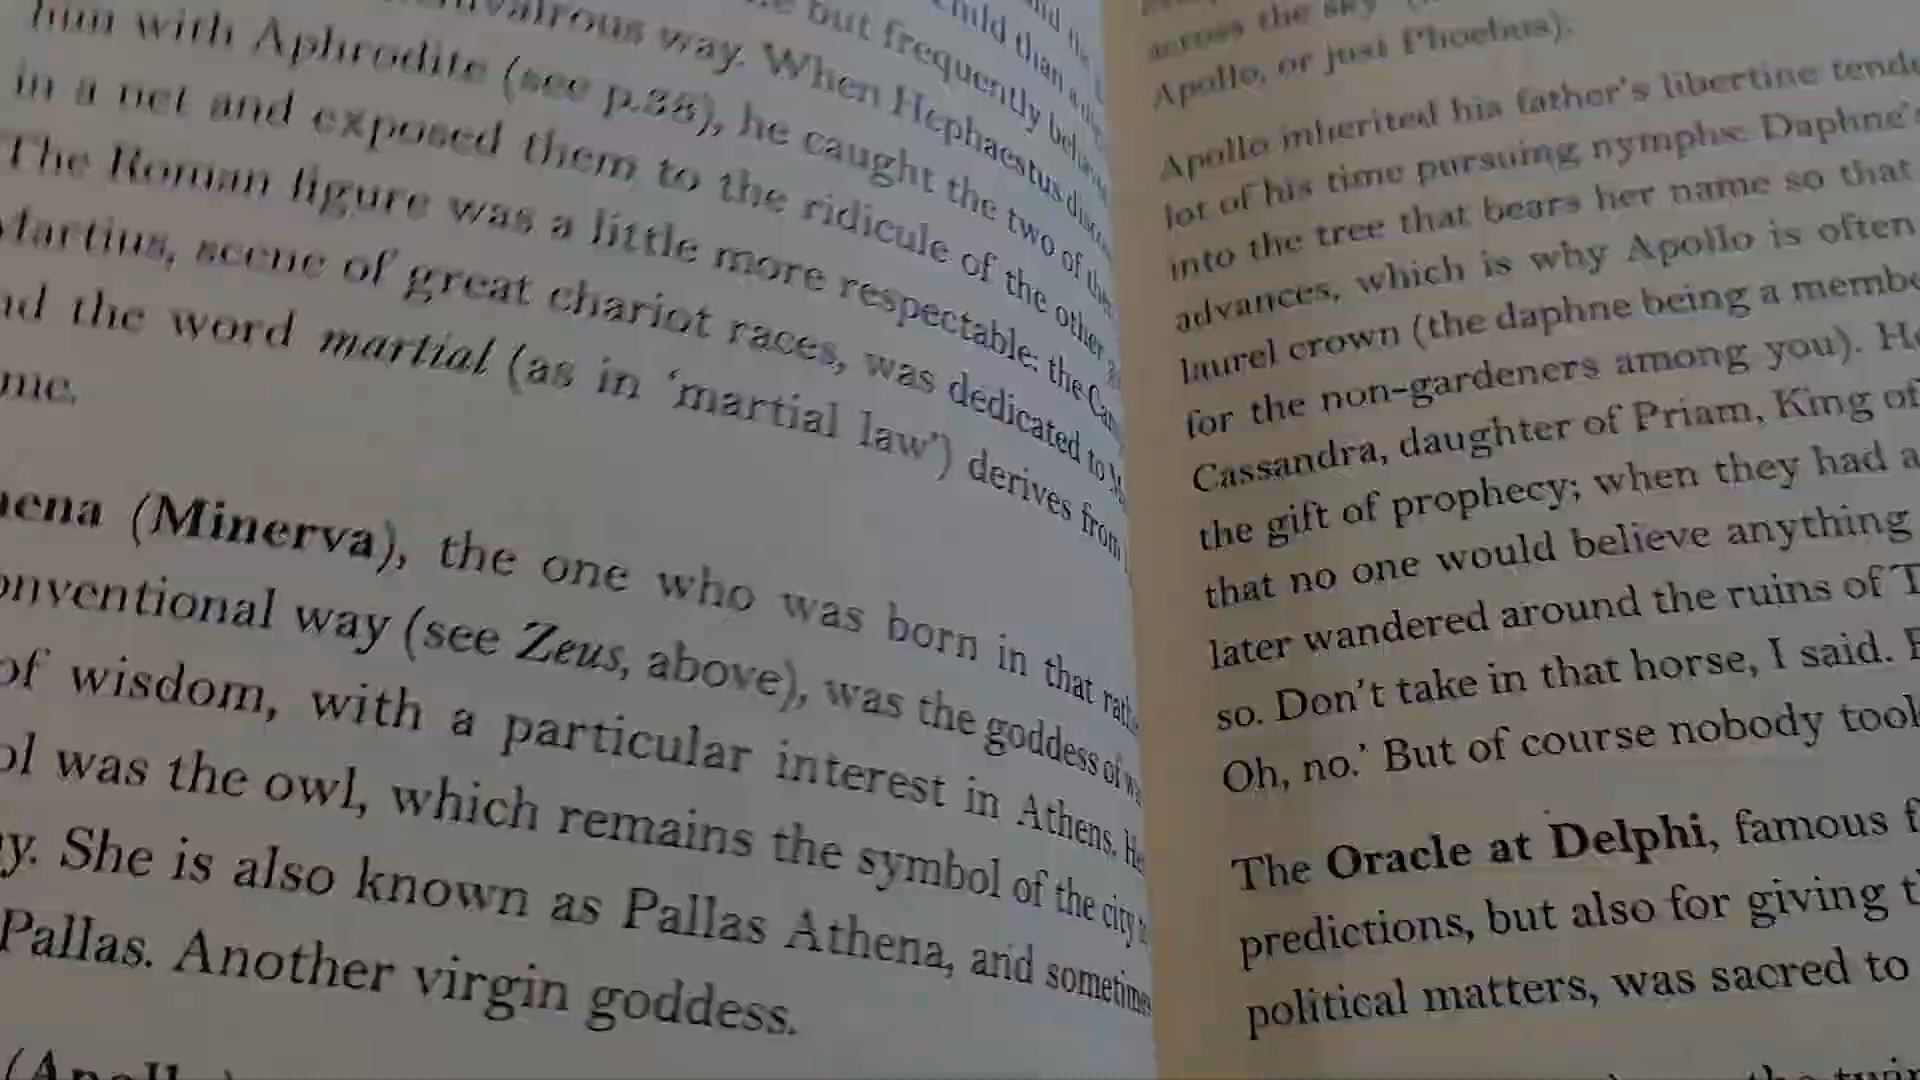 but frequently
valrous way. When Hephaestus
him with Aphrodite (see p.38), he caught the two of
in a net and exposed them to the ridicule of the other
The Roman figure was a little more respectable: the
Martius, scene of great chariot races, was dedicated to
the word martial (as in ‘martial law’) derives from
me.
ena (Minerva), the one who was born in that
onventional way (see Zeus, above), was the goddess of
of wisdom, with a particular interest in Athens.
ol was the owl, which remains the symbol of the city
y. She is also known as Pallas Athena, and sometimes
Pallas. Another virgin goddess.
across the sky
Apollo, or just Phoebus).
Apollo inherited his father’s libertine
lot of his time pursuing nymphs. Daphne’s
into the tree that bears her name so that
advances, which is why Apollo is often
laurel crown (the daphne being a
for the non-gardeners among you).
Cassandra, daughter of Priam, King of
the gift of prophecy; when they had a
that no one would believe anything
later wandered around the ruins of T
so. Don’t take in that horse, I said.
Oh, no.’ But of course nobody took
The Oracle at Delphi, famous f
predictions, but also for giving
political matters, was sacred to